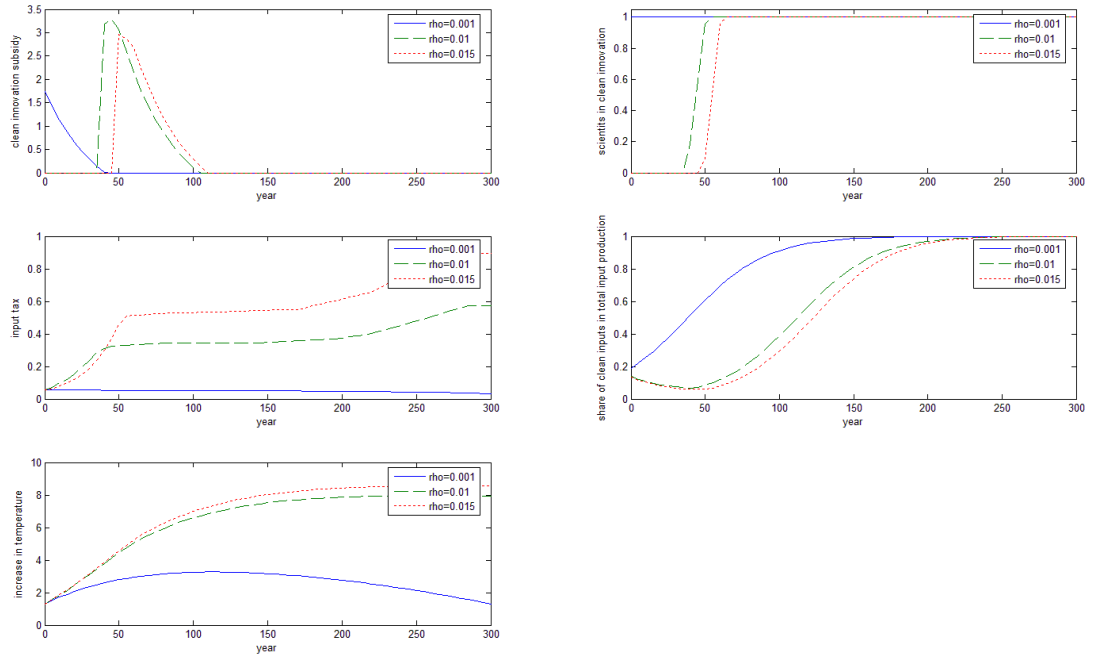 clean innovation subsidy
3.5
3
2.5
2
1.5
1
0.5
0
0 50 100 150 200 250 300
year
rho=0.001
rho=0.01
rho=0.015
scientits in clean innovation
1
0.8
0.6
0.4
0.2
0
0 50 100 150 200 250 300
year
rho=0.001
rho=0.01
rho=0.015
input tax
1
0.8
0.6
0.4
0.2
0
0 50 100 150 200 250 300
year
rho=0.001
rho=0.01
rho=0.015
share of clean inputs in total input production
1
0.8
0.6
0.4
0.2
0
0 50 100 150 200 250 300
year
rho=0.001
rho=0.01
rho=0.015
increase in temperature
10
8
6
4
2
0
0 50 100 150 200 250 300
year
rho=0.001
rho=0.01
rho=0.015